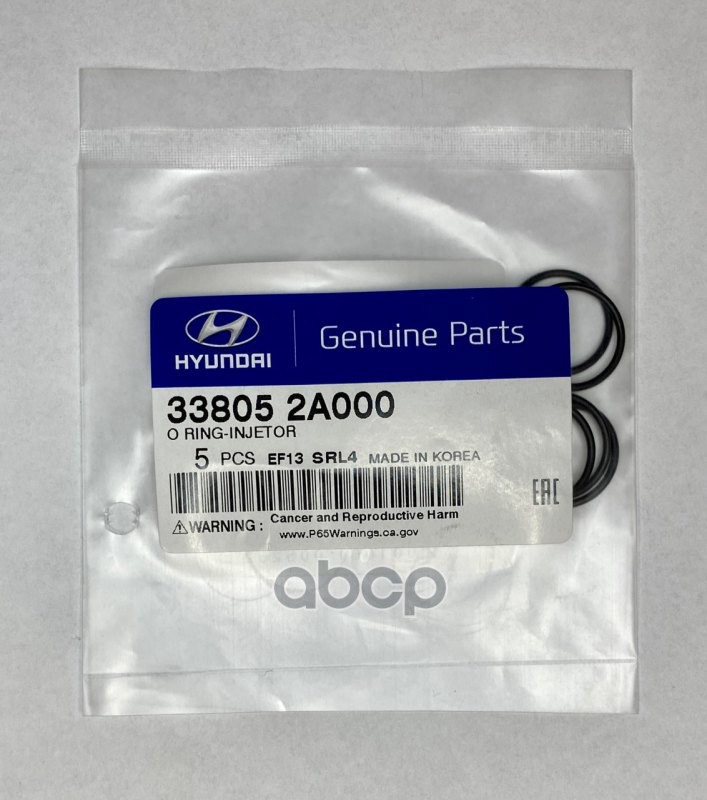 HYUNDAI
Genuine Parts
33805 2A000
O RING-INJETOR
5 PCS EF13 SRL4 MADE IN KOREA
EAC
WARNING : Cancer and Reproductive Harm
www.P65Warnings.ca.gov
abcp